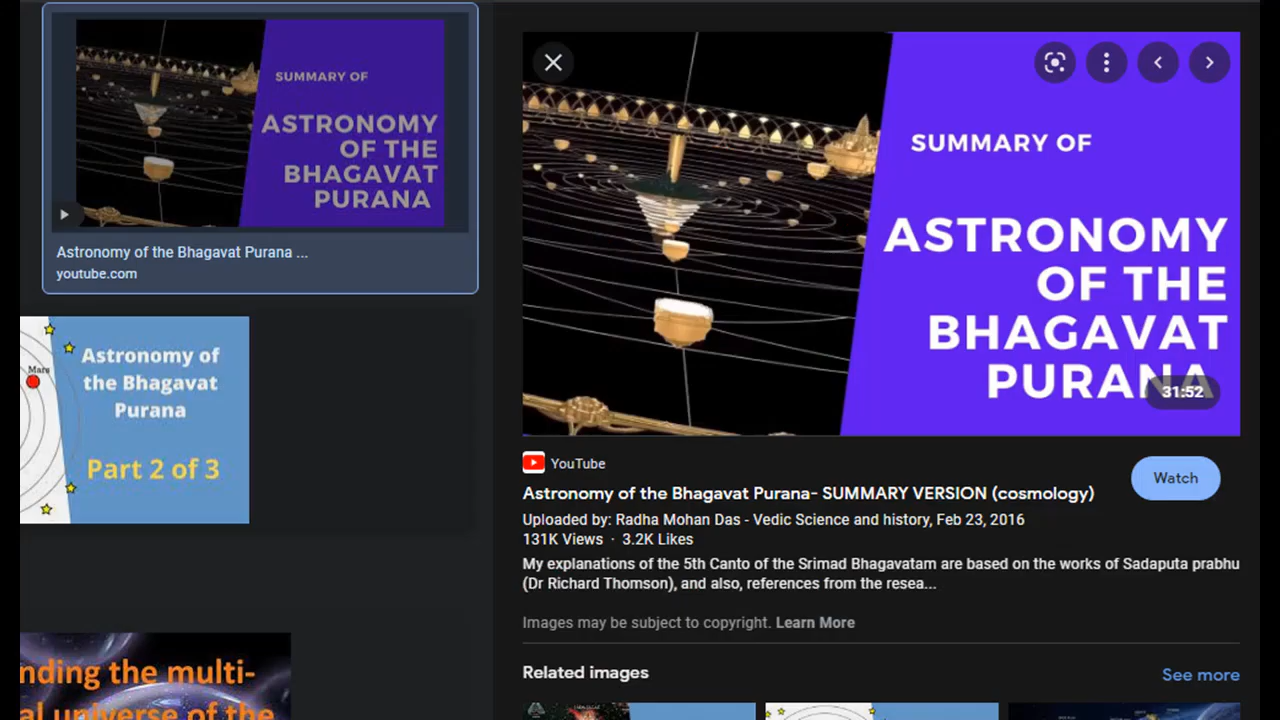 SUMMARY OF
ASTRONOMY
OF THE
BHAGAVAT
PURANA
Astronomy of the Bhagavat Purana ...
youtube.com
Mars
Astronomy of
the Bhagavat
Purana
Part 2 of 3
nding the multi-
al universe of the
SUMMARY OF
ASTRONOMY
OF THE
BHAGAVAT
PURANA
31:52
YouTube
Astronomy of the Bhagavat Purana- SUMMARY VERSION (cosmology)
Watch
Uploaded by: Radha Mohan Das - Vedic Science and history, Feb 23, 2016
131K Views · 3.2K Likes
My explanations of the 5th Canto of the Srimad Bhagavatam are based on the works of Sadaputa prabhu
(Dr Richard Thomson), and also, references from the resea...
Images may be subject to copyright. Learn More
Related images
See more